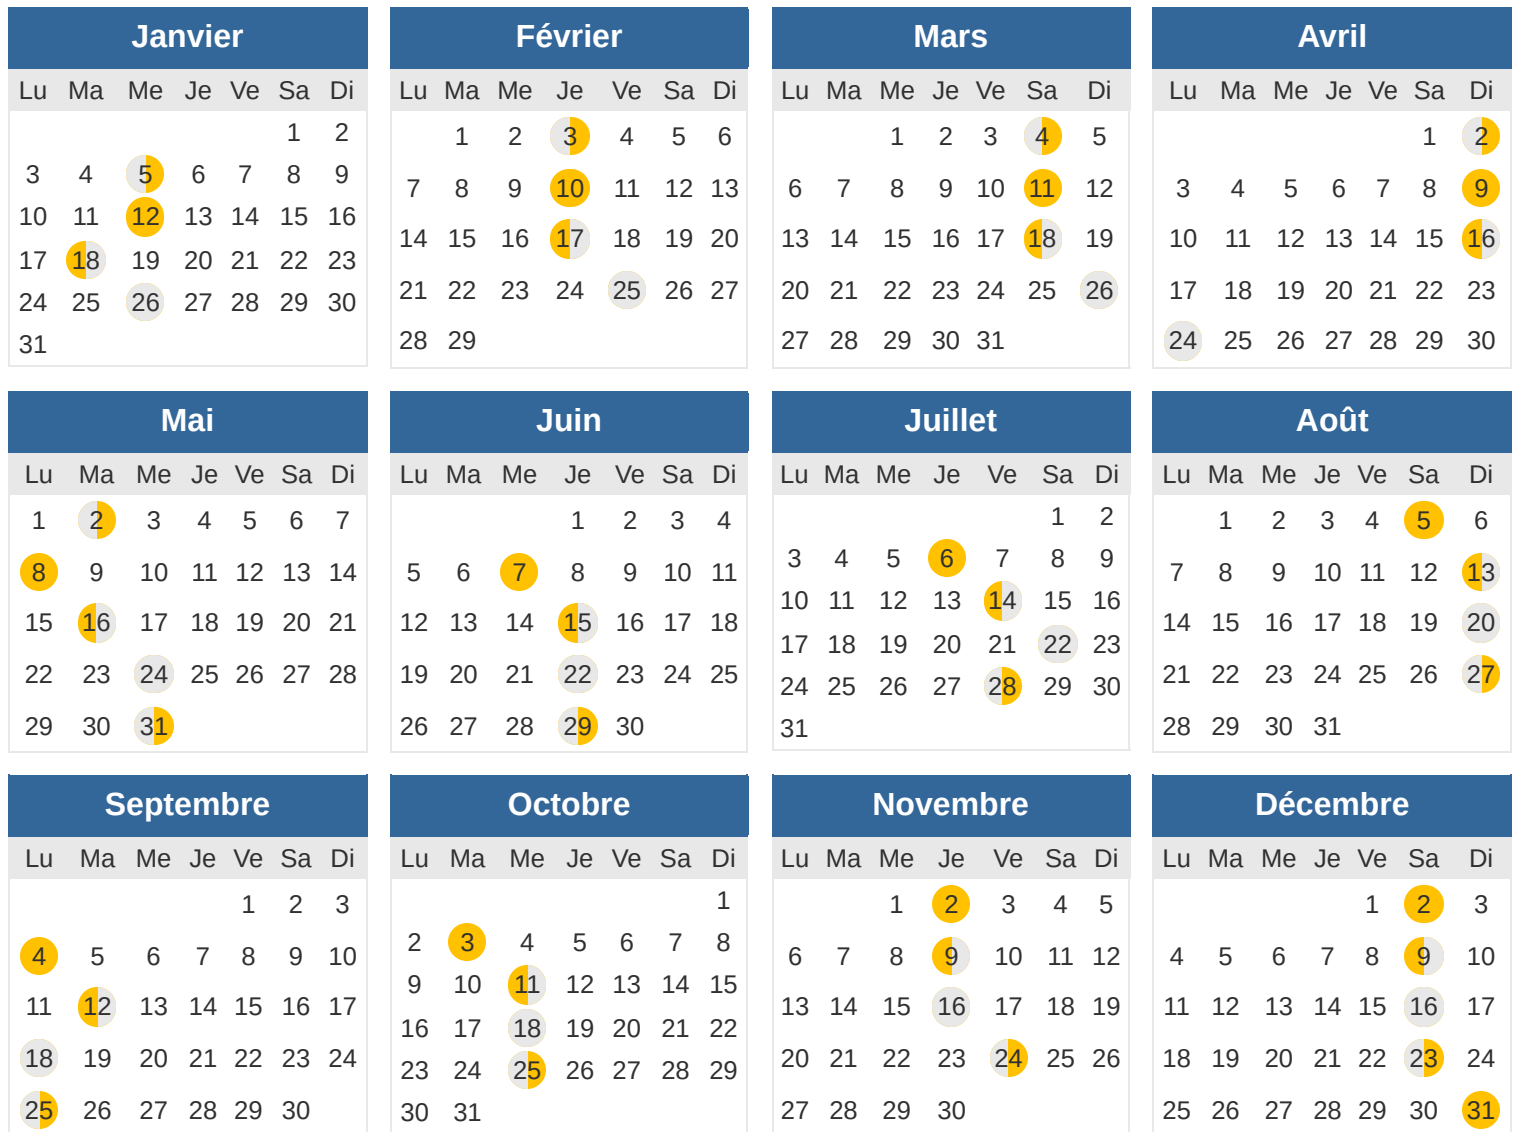 Janvier
Lu Ma Me Je Ve Sa Di
1 2
3 4 5 6 7 8 9
10 11 12 13 14 15 16
17 18 19 20 21 22 23
24 25 26 27 28 29 30
31
Février
Lu Ma Me Je Ve Sa Di
1 2 3 4 5 6
7 8 9 10 11 12 13
14 15 16 17 18 19 20
21 22 23 24 25 26 27
28 29
Mars
Lu Ma Me Je Ve Sa Di
1 2 3 4 5
6 7 8 9 10 11 12
13 14 15 16 17 18 19
20 21 22 23 24 25 26
27 28 29 30 31
Avril
Lu Ma Me Je Ve Sa Di
1 2
3 4 5 6 7 8 9
10 11 12 13 14 15 16
17 18 19 20 21 22 23
24 25 26 27 28 29 30
Mai
Lu Ma Me Je Ve Sa Di
1 2 3 4 5 6 7
8 9 10 11 12 13 14
15 16 17 18 19 20 21
22 23 24 25 26 27 28
29 30 31
Juin
Lu Ma Me Je Ve Sa Di
1 2 3 4
5 6 7 8 9 10 11
12 13 14 15 16 17 18
19 20 21 22 23 24 25
26 27 28 29 30
Juillet
Lu Ma Me Je Ve Sa Di
1 2
3 4 5 6 7 8 9
10 11 12 13 14 15 16
17 18 19 20 21 22 23
24 25 26 27 28 29 30
31
Août
Lu Ma Me Je Ve Sa Di
1 2 3 4 5 6
7 8 9 10 11 12 13
14 15 16 17 18 19 20
21 22 23 24 25 26 27
28 29 30 31
Septembre
Lu Ma Me Je Ve Sa Di
1 2 3
4 5 6 7 8 9 10
11 12 13 14 15 16 17
18 19 20 21 22 23 24
25 26 27 28 29 30
Octobre
Lu Ma Me Je Ve Sa Di
1
2 3 4 5 6 7 8
9 10 11 12 13 14 15
16 17 18 19 20 21 22
23 24 25 26 27 28 29
30 31
Novembre
Lu Ma Me Je Ve Sa Di
1 2 3 4 5
6 7 8 9 10 11 12
13 14 15 16 17 18 19
20 21 22 23 24 25 26
27 28 29 30
Décembre
Lu Ma Me Je Ve Sa Di
1 2 3
4 5 6 7 8 9 10
11 12 13 14 15 16 17
18 19 20 21 22 23 24
25 26 27 28 29 30 31